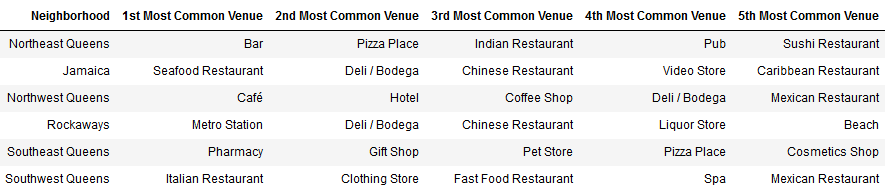 Neighborhood 1st Most Common Venue 2nd Most Common Venue 3rd Most Common Venue 4th Most Common Venue 5th Most Common Venue
Northeast Queens Bar Pizza Place Indian Restaurant Pub Sushi Restaurant
Jamaica Seafood Restaurant Deli / Bodega Chinese Restaurant Video Store Caribbean Restaurant
Northwest Queens Café Hotel Coffee Shop Deli / Bodega Mexican Restaurant
Rockaways Metro Station Deli / Bodega Chinese Restaurant Liquor Store Beach
Southeast Queens Pharmacy Gift Shop Pet Store Pizza Place Cosmetics Shop
Southwest Queens Italian Restaurant Clothing Store Fast Food Restaurant Spa Mexican Restaurant